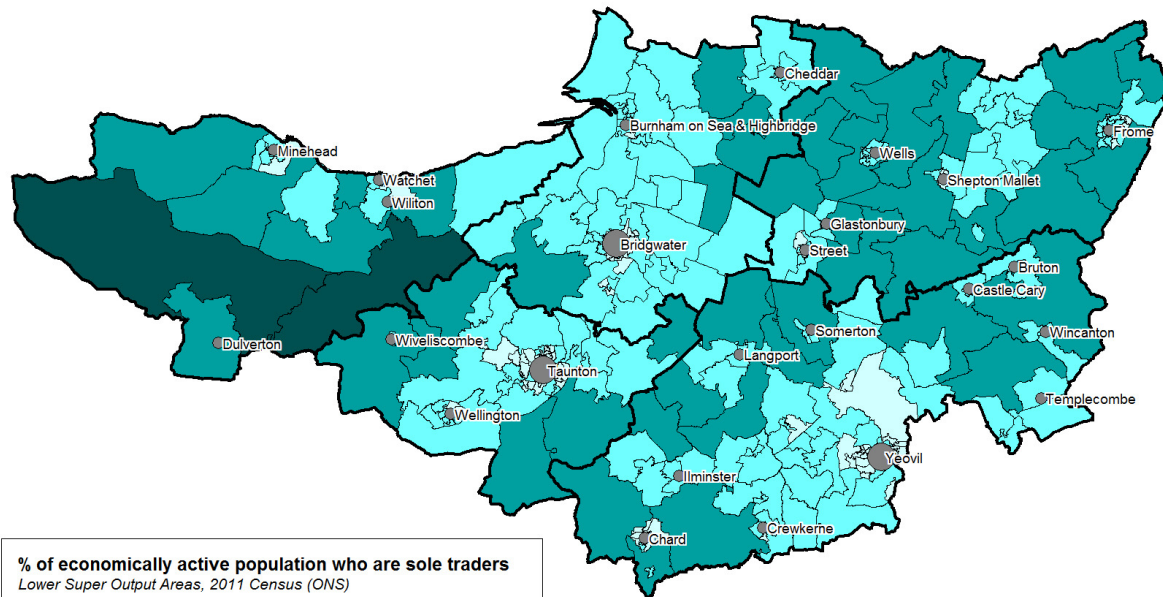 Cheddar
Burnham on Sea & Highbridge
Frome
Minehead
Wells
Watchet
Shepton Mallet
Wiliton
Glastonbury
Bridgwater
Street
Bruton
Castle Cary
Somerton
Wincanton
Dulverton
Wiveliscombe
Langport
Taunton
Templecombe
Wellington
Yeovil
Ilminster
Crewkerne
Chard
% of economically active population who are sole traders
Lower Super Output Areas, 2011 Census (ONS)